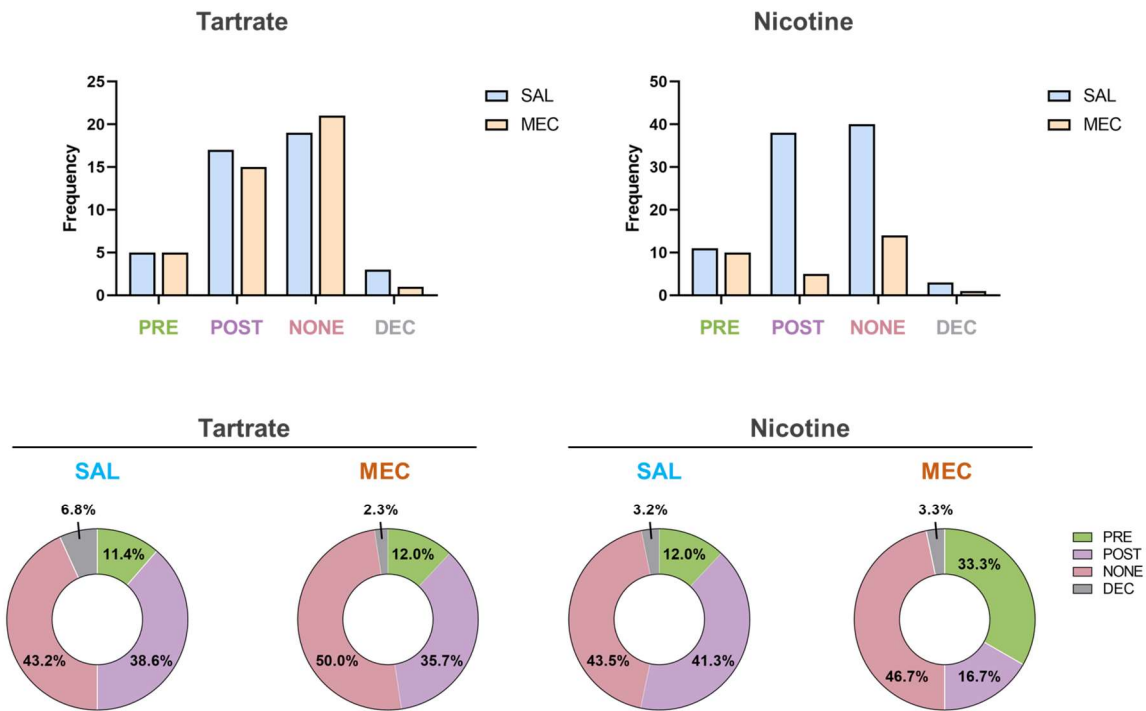 Tartrate
Nicotine
25
20
15
10
5
0
Frequency
PRE POST NONE DEC
SAL
MEC
50
40
30
20
10
0
Frequency
PRE POST NONE DEC
SAL
MEC
Tartrate
Nicotine
SAL
MEC
SAL
MEC
6.8%
11.4%
43.2%
38.6%
2.3%
12.0%
50.0%
35.7%
3.2%
12.0%
43.5%
41.3%
3.3%
33.3%
46.7%
16.7%
PRE
POST
NONE
DEC